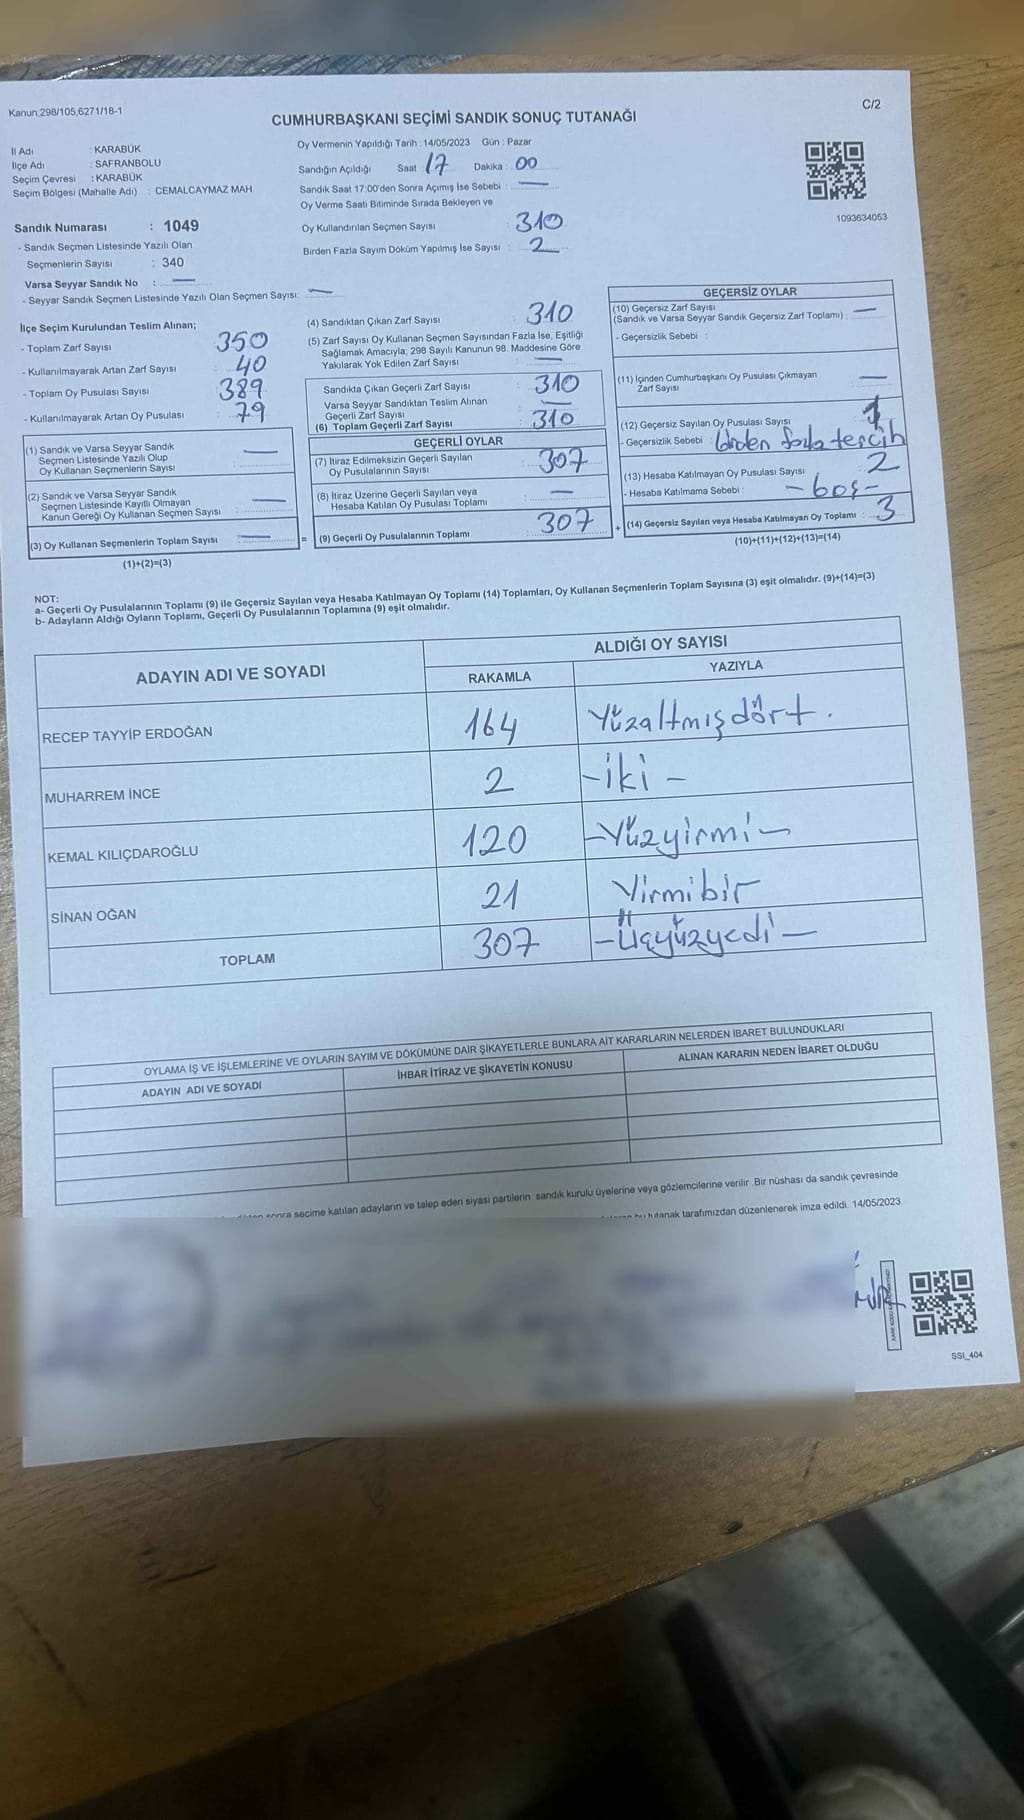 Kanun;298/105,6271/18-1
C/2
CUMHURBAŞKANI SEÇİMİ SANDIK SONUÇ TUTANAĞI
İl Adı : KARABÜK
İlçe Adı : SAFRANBOLU
Seçim Çevresi : KARABÜK
Seçim Bölgesi (Mahalle Adı) : CEMALCAYMAZ MAH.
Oy Vermenin Yapıldığı Tarih : 14/05/2023 Gün : Pazar
Sandığın Açıldığı Saat 17 Dakika : 00
Sandık Saat 17:00'den Sonra Açımış İse Sebebi : —
Oy Verme Saati Bitiminde Sırada Bekleyen ve
Oy Kullandırılan Seçmen Sayısı : 310
Birden Fazla Sayım Döküm Yapılmış İse Sayısı : 2
1093634053
Sandık Numarası : 1049
- Sandık Seçmen Listesinde Yazılı Olan
Seçmenlerin Sayısı : 340
Varsa Seyyar Sandık No : —
- Seyyar Sandık Seçmen Listesinde Yazılı Olan Seçmen Sayısı: —
İlçe Seçim Kurulundan Teslim Alınan;
- Toplam Zarf Sayısı : 350
- Kullanılmayarak Artan Zarf Sayısı : 40
- Toplam Oy Pusulası Sayısı : 389
- Kullanılmayarak Artan Oy Pusulası : 79
(1) Sandık ve Varsa Seyyar Sandık
Seçmen Listesinde Yazılı Olup
Oy Kullanan Seçmenlerin Sayısı : —
(2) Sandık ve Varsa Seyyar Sandık
Seçmen Listesinde Kayıtlı Olmayan
Kanun Gereği Oy Kullanan Seçmen Sayısı : —
(3) Oy Kullanan Seçmenlerin Toplam Sayısı : —
(1)+(2)=(3)
=
(4) Sandıktan Çıkan Zarf Sayısı : 310
(5) Zarf Sayısı Oy Kullanan Seçmen Sayısından Fazla İse, Eşitliği
Sağlamak Amacıyla; 298 Sayılı Kanunun 98. Maddesine Göre
Yakılarak Yok Edilen Zarf Sayısı : —
Sandıkta Çıkan Geçerli Zarf Sayısı : 310
Varsa Seyyar Sandıktan Teslim Alınan
Geçerli Zarf Sayısı : —
(6) Toplam Geçerli Zarf Sayısı : 310
GEÇERLİ OYLAR
(7) İtiraz Edilmeksizin Geçerli Sayılan
Oy Pusulalarının Sayısı : 307
(8) İtiraz Üzerine Geçerli Sayılan veya
Hesaba Katılan Oy Pusulası Toplamı : —
(9) Geçerli Oy Pusulalarının Toplamı : 307
+
GEÇERSİZ OYLAR
(10) Geçersiz Zarf Sayısı
(Sandık ve Varsa Seyyar Sandık Geçersiz Zarf Toplamı) : —
- Geçersizlik Sebebi :
(11) İçinden Cumhurbaşkanı Oy Pusulası Çıkmayan
Zarf Sayısı : —
(12) Geçersiz Sayılan Oy Pusulası Sayısı : 1
- Geçersizlik Sebebi : birden fazla tercih
(13) Hesaba Katılmayan Oy Pusulası Sayısı : 2
- Hesaba Katılmama Sebebi : - boş -
(14) Geçersiz Sayılan veya Hesaba Katılmayan Oy Toplamı : 3
(10)+(11)+(12)+(13)=(14)
NOT:
a- Geçerli Oy Pusulalarının Toplamı (9) ile Geçersiz Sayılan veya Hesaba Katılmayan Oy Toplamı (14) Toplamları, Oy Kullanan Seçmenlerin Toplam Sayısına (3) eşit olmalıdır. (9)+(14)=(3)
b- Adayların Aldığı Oyların Toplamı, Geçerli Oy Pusulalarının Toplamına (9) eşit olmalıdır.
ADAYIN ADI VE SOYADI
ALDIĞI OY SAYISI
RAKAMLA YAZIYLA
RECEP TAYYİP ERDOĞAN 164 Yüzaltmışdört.
MUHARREM İNCE 2 -iki -
KEMAL KILIÇDAROĞLU 120 -Yüzyirmi-
SİNAN OĞAN 21 Yirmibir
TOPLAM 307 -Üçyüzyedi-
OYLAMA İŞ VE İŞLEMLERİNE VE OYLARIN SAYIM VE DÖKÜMÜNE DAİR ŞİKAYETLERLE BUNLARA AİT KARARLARIN NELERDEN İBARET BULUNDUKLARI
ADAYIN ADI VE SOYADI İHBAR İTİRAZ VE ŞİKAYETİN KONUSU ALINAN KARARIN NEDEN İBARET OLDUĞU
sonra seçime katılan adayların ve talep eden siyasi partilerin sandık kurulu üyelerine veya gözlemcilerine verilir. Bir nüshası da sandık çevresinde
bu tutanak tarafımızdan düzenlenerek imza edildi. 14/05/2023
SSI_404